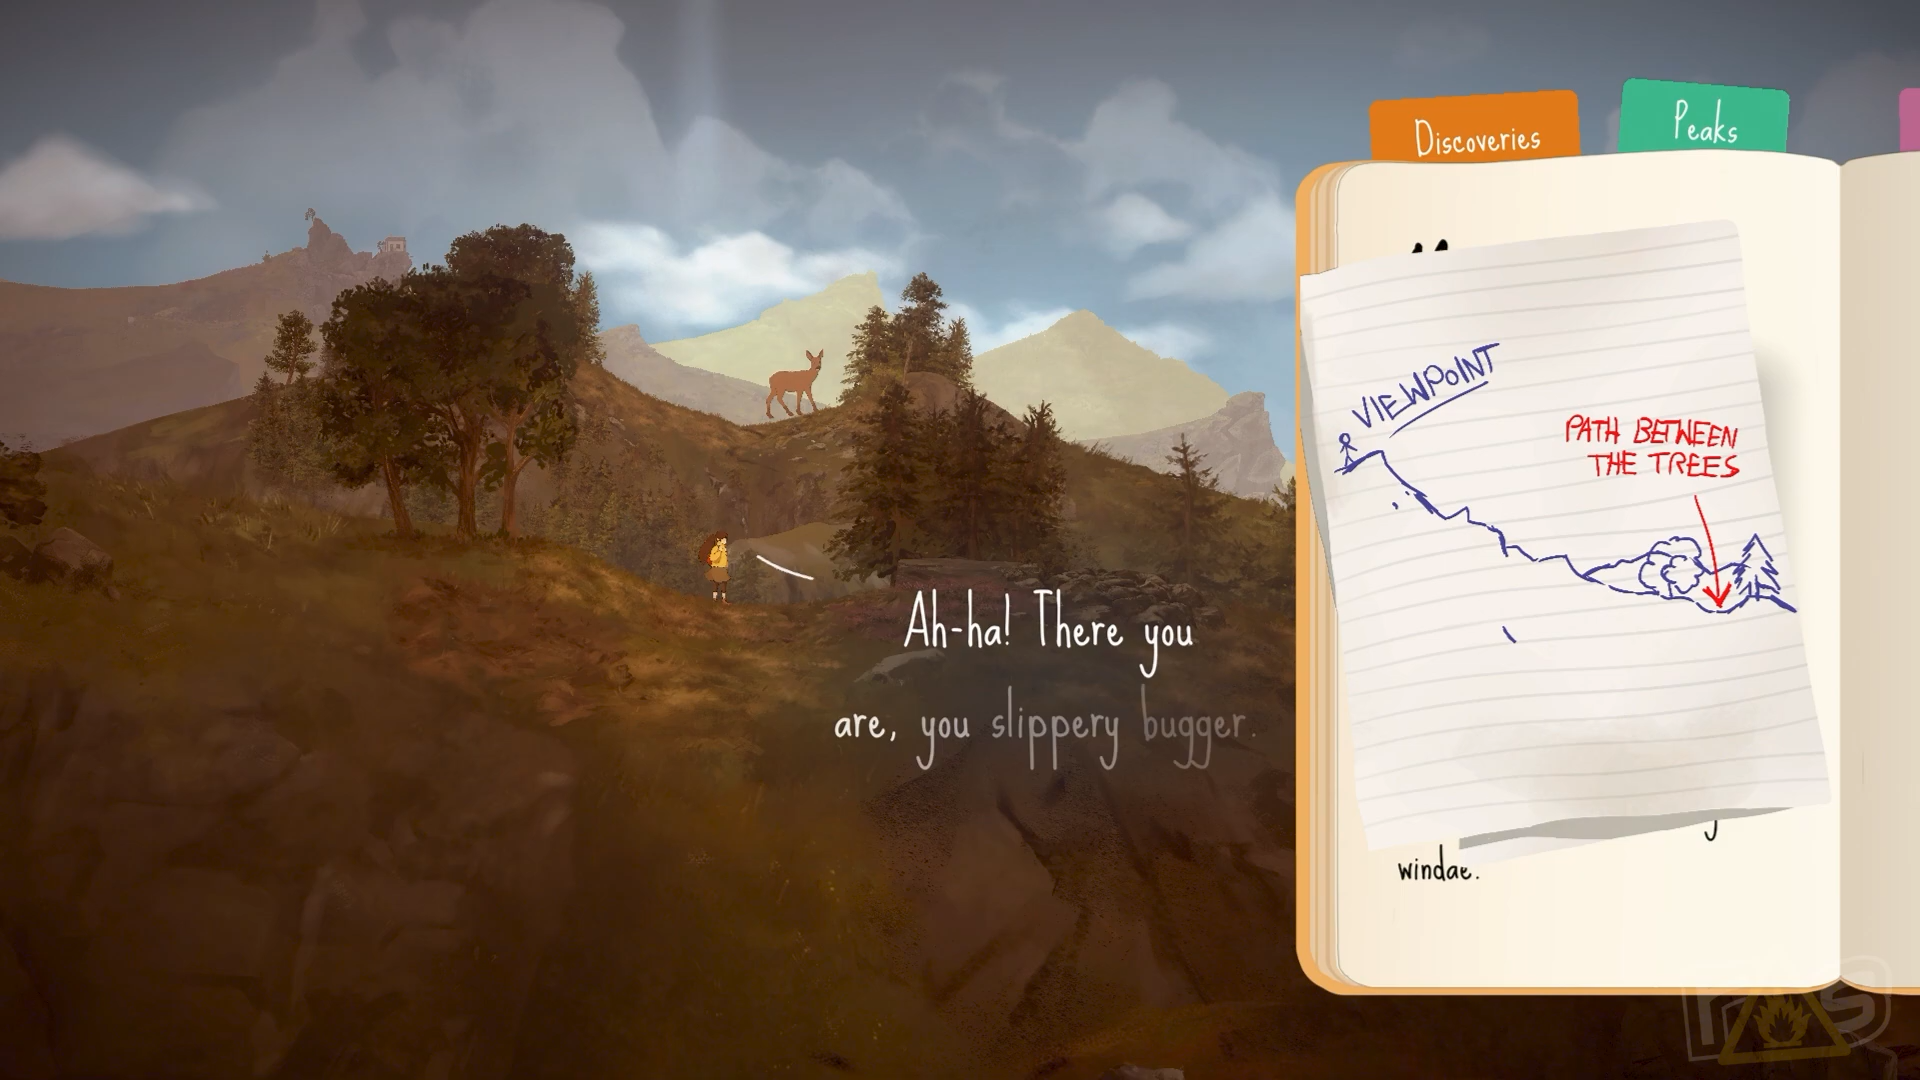 Discoveries
Peaks
VIEWPOINT
PATH BETWEEN
THE TREES
Ah-ha! There you
are, you slippery bugger.
windae.